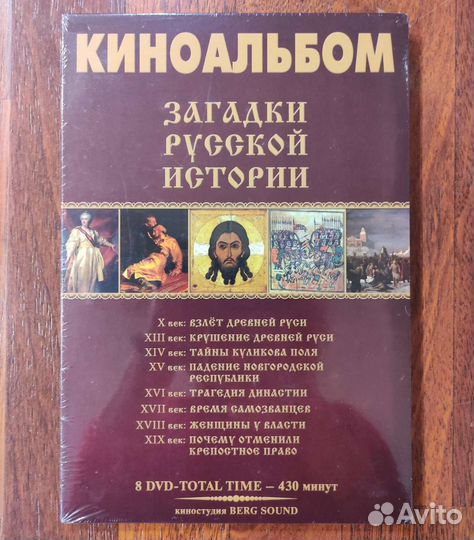 КИНОАЛЬБОМ
ЗАГАДКИ
РУССКОЙ
ИСТОРИИ
X век: ВЗЛЁТ ДРЕВНЕЙ РУСИ
XIII век: КРУШЕНИЕ ДРЕВНЕЙ РУСИ
XIV век: ТАЙНЫ КУЛИКОВА ПОЛЯ
XV век: ПАДЕНИЕ НОВГОРОДСКОЙ
РЕСПУБЛИКИ
XVI век: ТРАГЕДИЯ ДИНАСТИИ
XVII век: ВРЕМЯ САМОЗВАНЦЕВ
XVIII век: ЖЕНЩИНЫ У ВЛАСТИ
XIX век: ПОЧЕМУ ОТМЕНИЛИ
КРЕПОСТНОЕ ПРАВО
8 DVD-TOTAL TIME – 430 минут
киностудия BERG SOUND
Avito